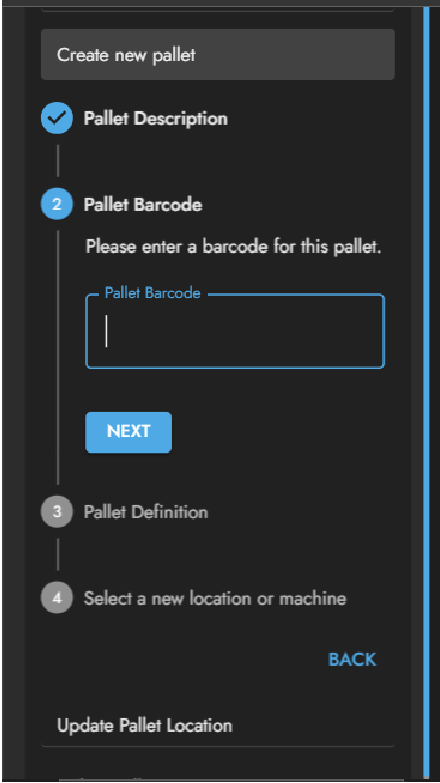 Create new pallet
Pallet Description
2 Pallet Barcode
Please enter a barcode for this pallet.
Pallet Barcode
NEXT
3 Pallet Definition
4 Select a new location or machine
BACK
Update Pallet Location